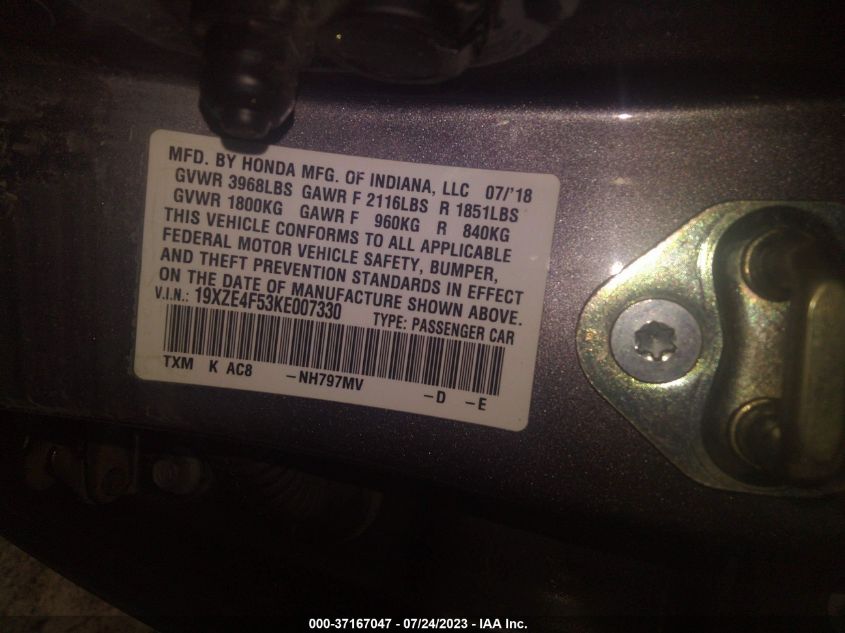 MFD. BY HONDA MFG. OF INDIANA, LLC 07/'18
GVWR 3968LBS GAWR F 2116LBS R 1851LBS
GVWR 1800KG GAWR F 960KG R 840KG
THIS VEHICLE CONFORMS TO ALL APPLICABLE
FEDERAL MOTOR VEHICLE SAFETY, BUMPER,
AND THEFT PREVENTION STANDARDS IN EFFECT
ON THE DATE OF MANUFACTURE SHOWN ABOVE.
V.I.N.: 19XZE4F53KE007330 TYPE: PASSENGER CAR
TXM K AC8 -NH797MV -D -E
000-37167047 - 07/24/2023 - IAA Inc.